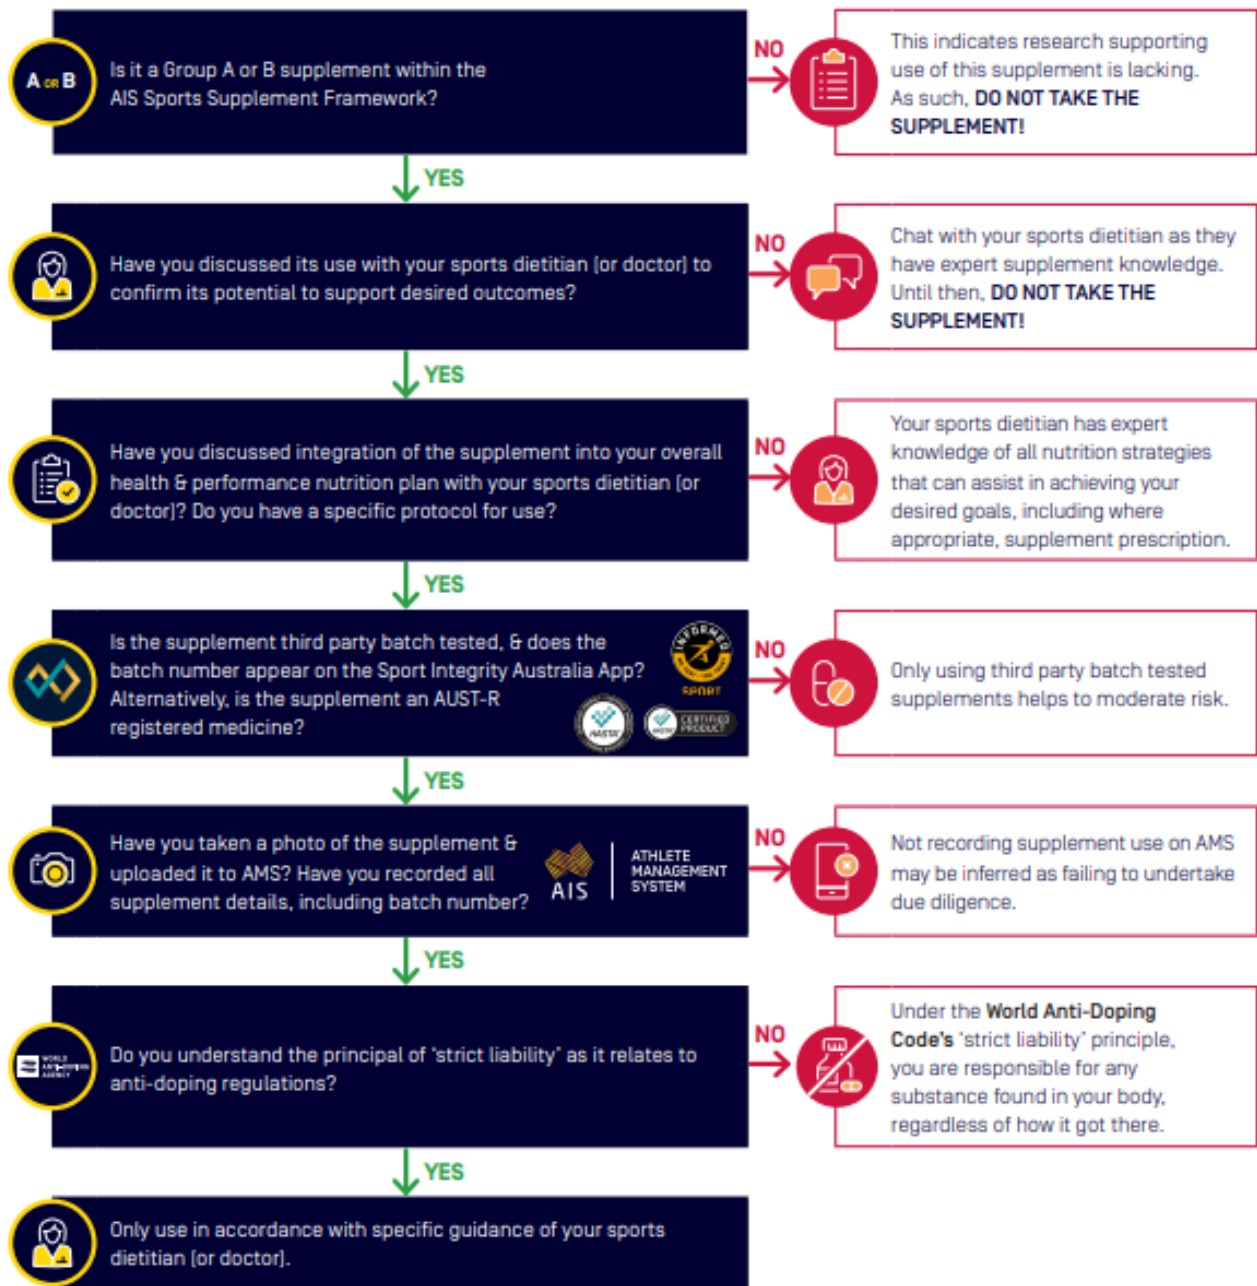 A OR B
Is it a Group A or B supplement within the
AIS Sports Supplement Framework?
NO
This indicates research supporting
use of this supplement is lacking.
As such, DO NOT TAKE THE
SUPPLEMENT!
YES
Have you discussed its use with your sports dietitian (or doctor) to
confirm its potential to support desired outcomes?
NO
Chat with your sports dietitian as they
have expert supplement knowledge.
Until then, DO NOT TAKE THE
SUPPLEMENT!
YES
Have you discussed integration of the supplement into your overall
health & performance nutrition plan with your sports dietitian (or
doctor)? Do you have a specific protocol for use?
NO
Your sports dietitian has expert
knowledge of all nutrition strategies
that can assist in achieving your
desired goals, including where
appropriate, supplement prescription.
YES
Is the supplement third party batch tested, & does the
batch number appear on the Sport Integrity Australia App?
Alternatively, is the supplement an AUST-R
registered medicine?
INFORMED
SPORT
HASTA
HASTA
CERTIFIED
PRODUCT
NO
Only using third party batch tested
supplements helps to moderate risk.
YES
Have you taken a photo of the supplement &
uploaded it to AMS? Have you recorded all
supplement details, including batch number?
AIS
ATHLETE
MANAGEMENT
SYSTEM
NO
Not recording supplement use on AMS
may be inferred as failing to undertake
due diligence.
YES
WORLD
ANTI-DOPING
AGENCY
Do you understand the principal of ‘strict liability’ as it relates to
anti-doping regulations?
NO
Under the World Anti-Doping
Code's ‘strict liability’ principle,
you are responsible for any
substance found in your body,
regardless of how it got there.
YES
Only use in accordance with specific guidance of your sports
dietitian (or doctor).